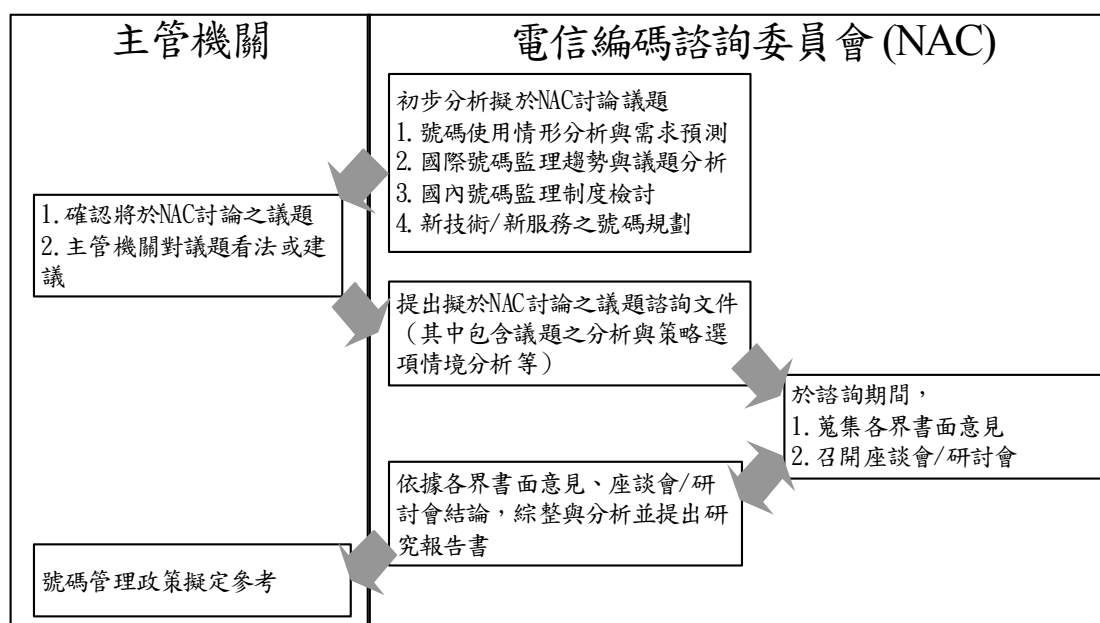 主管機關
電信編碼諮詢委員會(NAC)
初步分析擬於NAC討論議題
1. 號碼使用情形分析與需求預測
2. 國際號碼監理趨勢與議題分析
3. 國內號碼監理制度檢討
4. 新技術/新服務之號碼規劃
1. 確認將於NAC討論之議題
2. 主管機關對議題看法或建
議
提出擬於NAC討論之議題諮詢文件
（其中包含議題之分析與策略選
項情境分析等）
於諮詢期間，
1. 蒐集各界書面意見
2. 召開座談會/研討會
依據各界書面意見、座談會/研
討會結論，綜整與分析並提出研
究報告書
號碼管理政策擬定參考